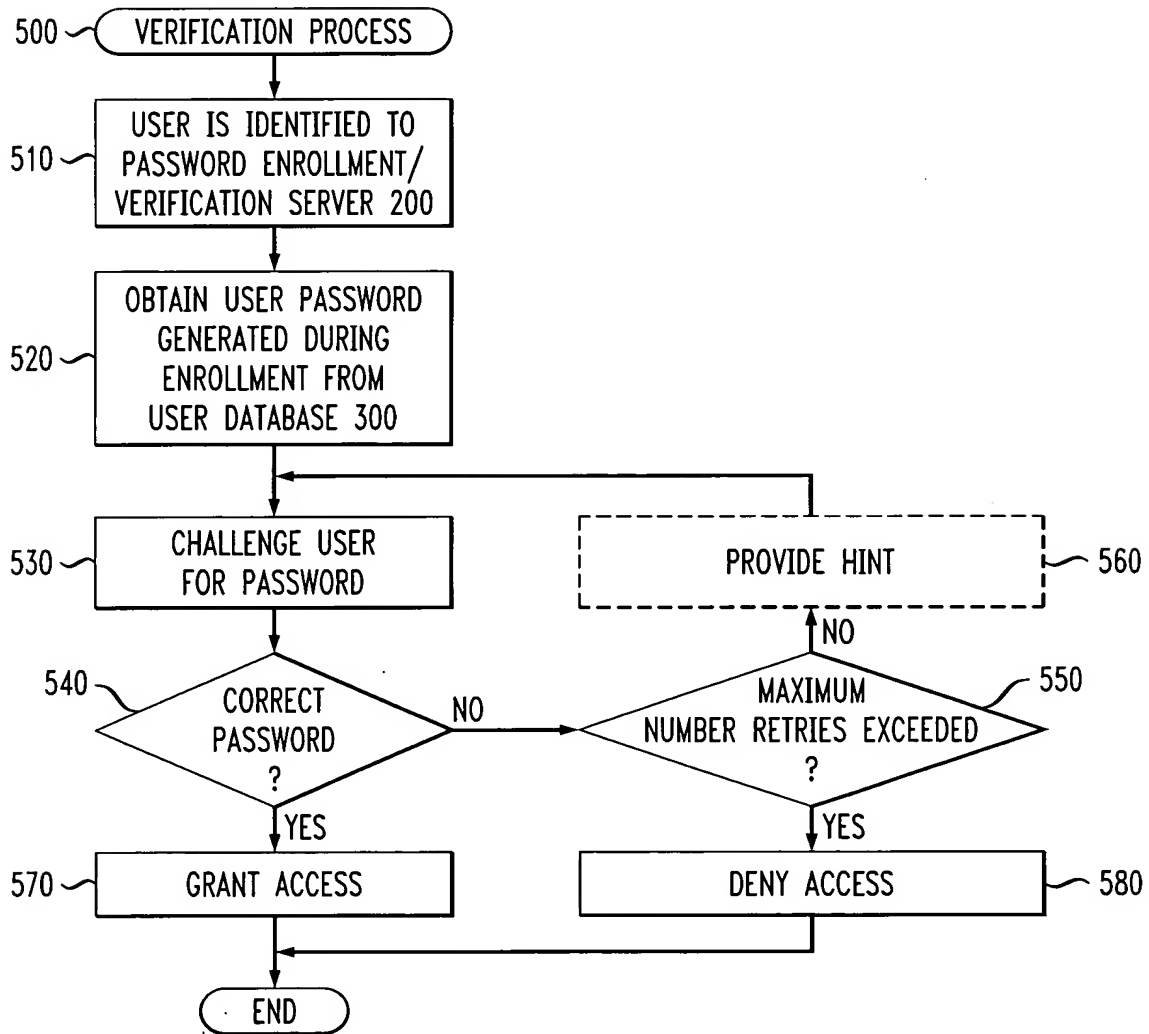 500
VERIFICATION PROCESS
510
USER IS IDENTIFIED TO
PASSWORD ENROLLMENT/
VERIFICATION SERVER 200
520
OBTAIN USER PASSWORD
GENERATED DURING
ENROLLMENT FROM
USER DATABASE 300
530
CHALLENGE USER
FOR PASSWORD
PROVIDE HINT
560
NO
540
CORRECT
PASSWORD
?
NO
MAXIMUM
NUMBER RETRIES EXCEEDED
?
550
YES
YES
570
GRANT ACCESS
DENY ACCESS
580
END